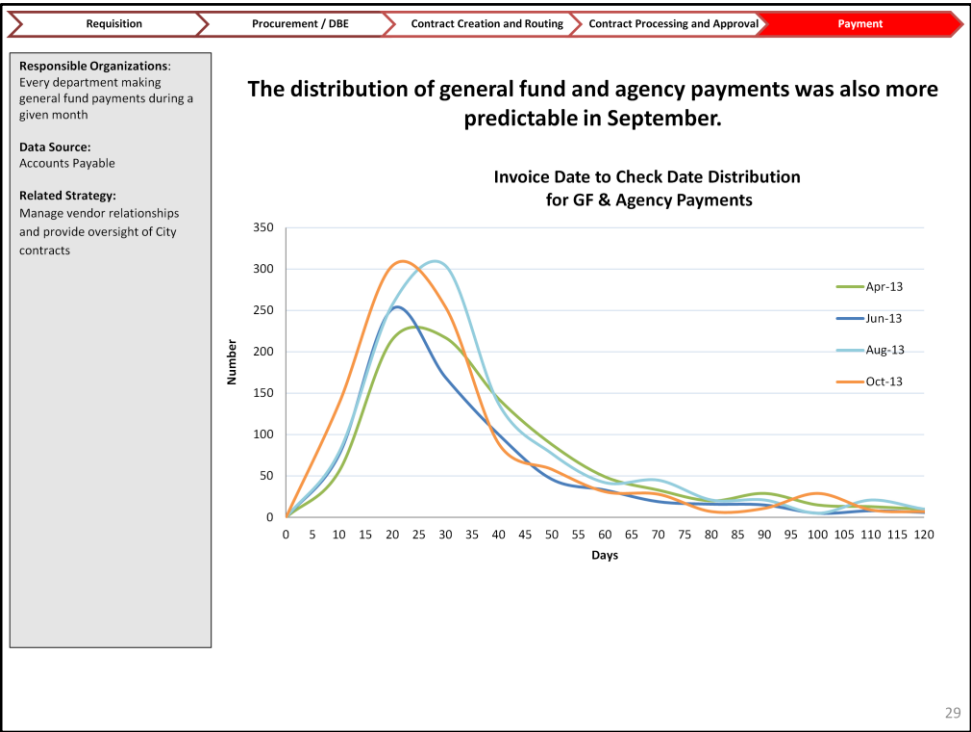 Requisition
Procurement / DBE
Contract Creation and Routing
Contract Processing and Approval
Payment
Responsible Organizations:
Every department making
general fund payments during a
given month
Data Source:
Accounts Payable
Related Strategy:
Manage vendor relationships
and provide oversight of City
contracts
The distribution of general fund and agency payments was also more
predictable in September.
Invoice Date to Check Date Distribution
for GF & Agency Payments
350
300
250
200
150
100
50
0
Number
Apr-13
Jun-13
Aug-13
Oct-13
0 5 10 15 20 25 30 35 40 45 50 55 60 65 70 75 80 85 90 95 100 105 110 115 120
Days
29